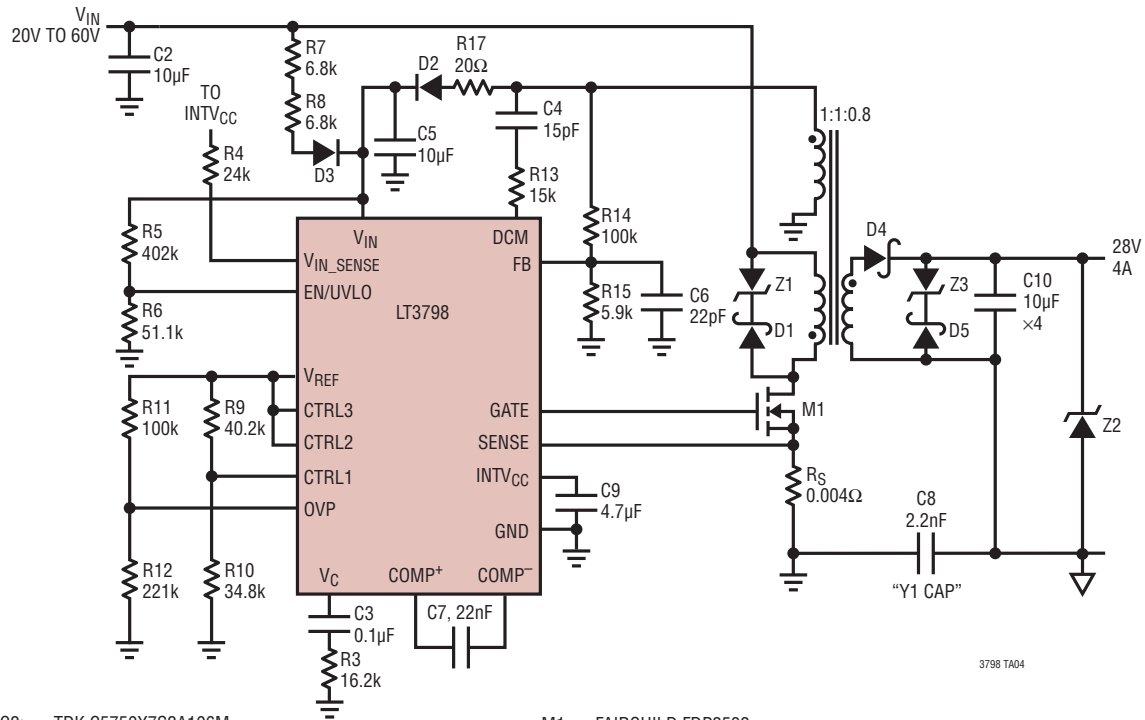 VIN
20V TO 60V
C2
10µF
R7
6.8k
R8
6.8k
D3
TO
INTVCC
R4
24k
D2
R17
20Ω
C5
10µF
C4
15pF
R13
15k
1:1:0.8
R5
402k
R6
51.1k
R14
100k
R15
5.9k
C6
22pF
Z1
D1
D4
Z3
D5
C10
10µF
×4
28V
4A
VIN
VIN_SENSE
EN/UVLO
DCM
FB
LT3798
VREF
CTRL3
CTRL2
CTRL1
OVP
GATE
SENSE
INTVCC
GND
VC
COMP+
COMP–
R11
100k
R9
40.2k
R12
221k
R10
34.8k
M1
RS
0.004Ω
C9
4.7µF
Z2
C8
2.2nF
"Y1 CAP"
C3
0.1µF
R3
16.2k
C7, 22nF
3798 TA04